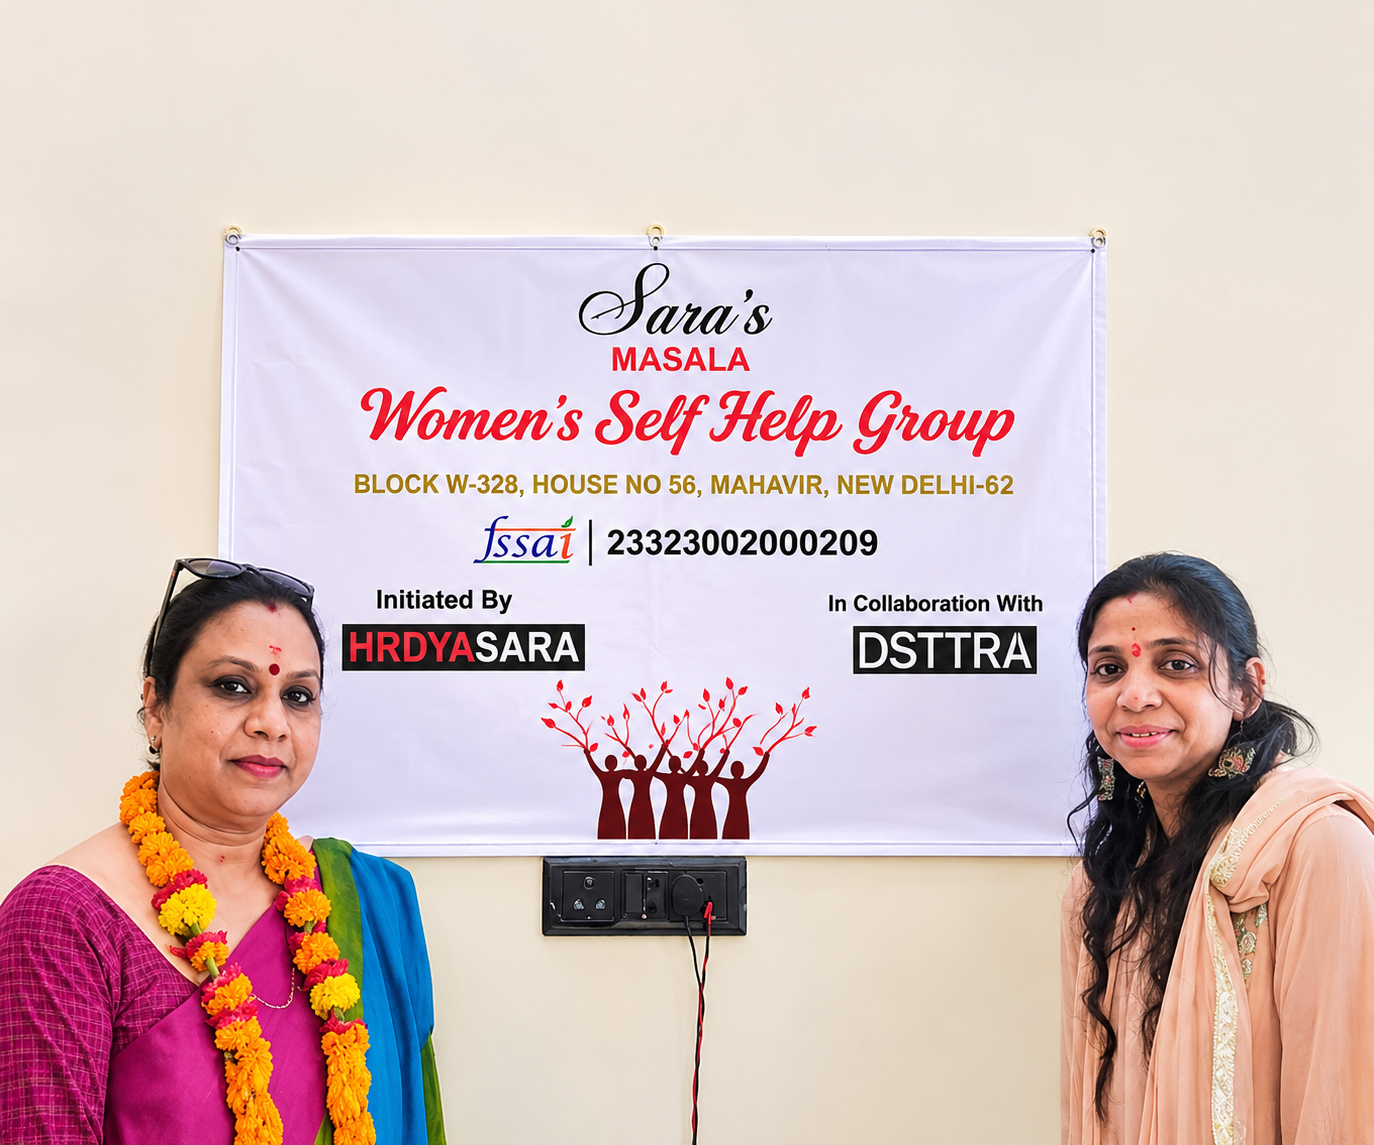 Sara's
MASALA
Women's Self Help Group
BLOCK W-328, HOUSE NO 56, MAHAVIR, NEW DELHI-62
fssai | 23323002000209
Initiated By
HRDYASARA
In Collaboration With
DSTTRA